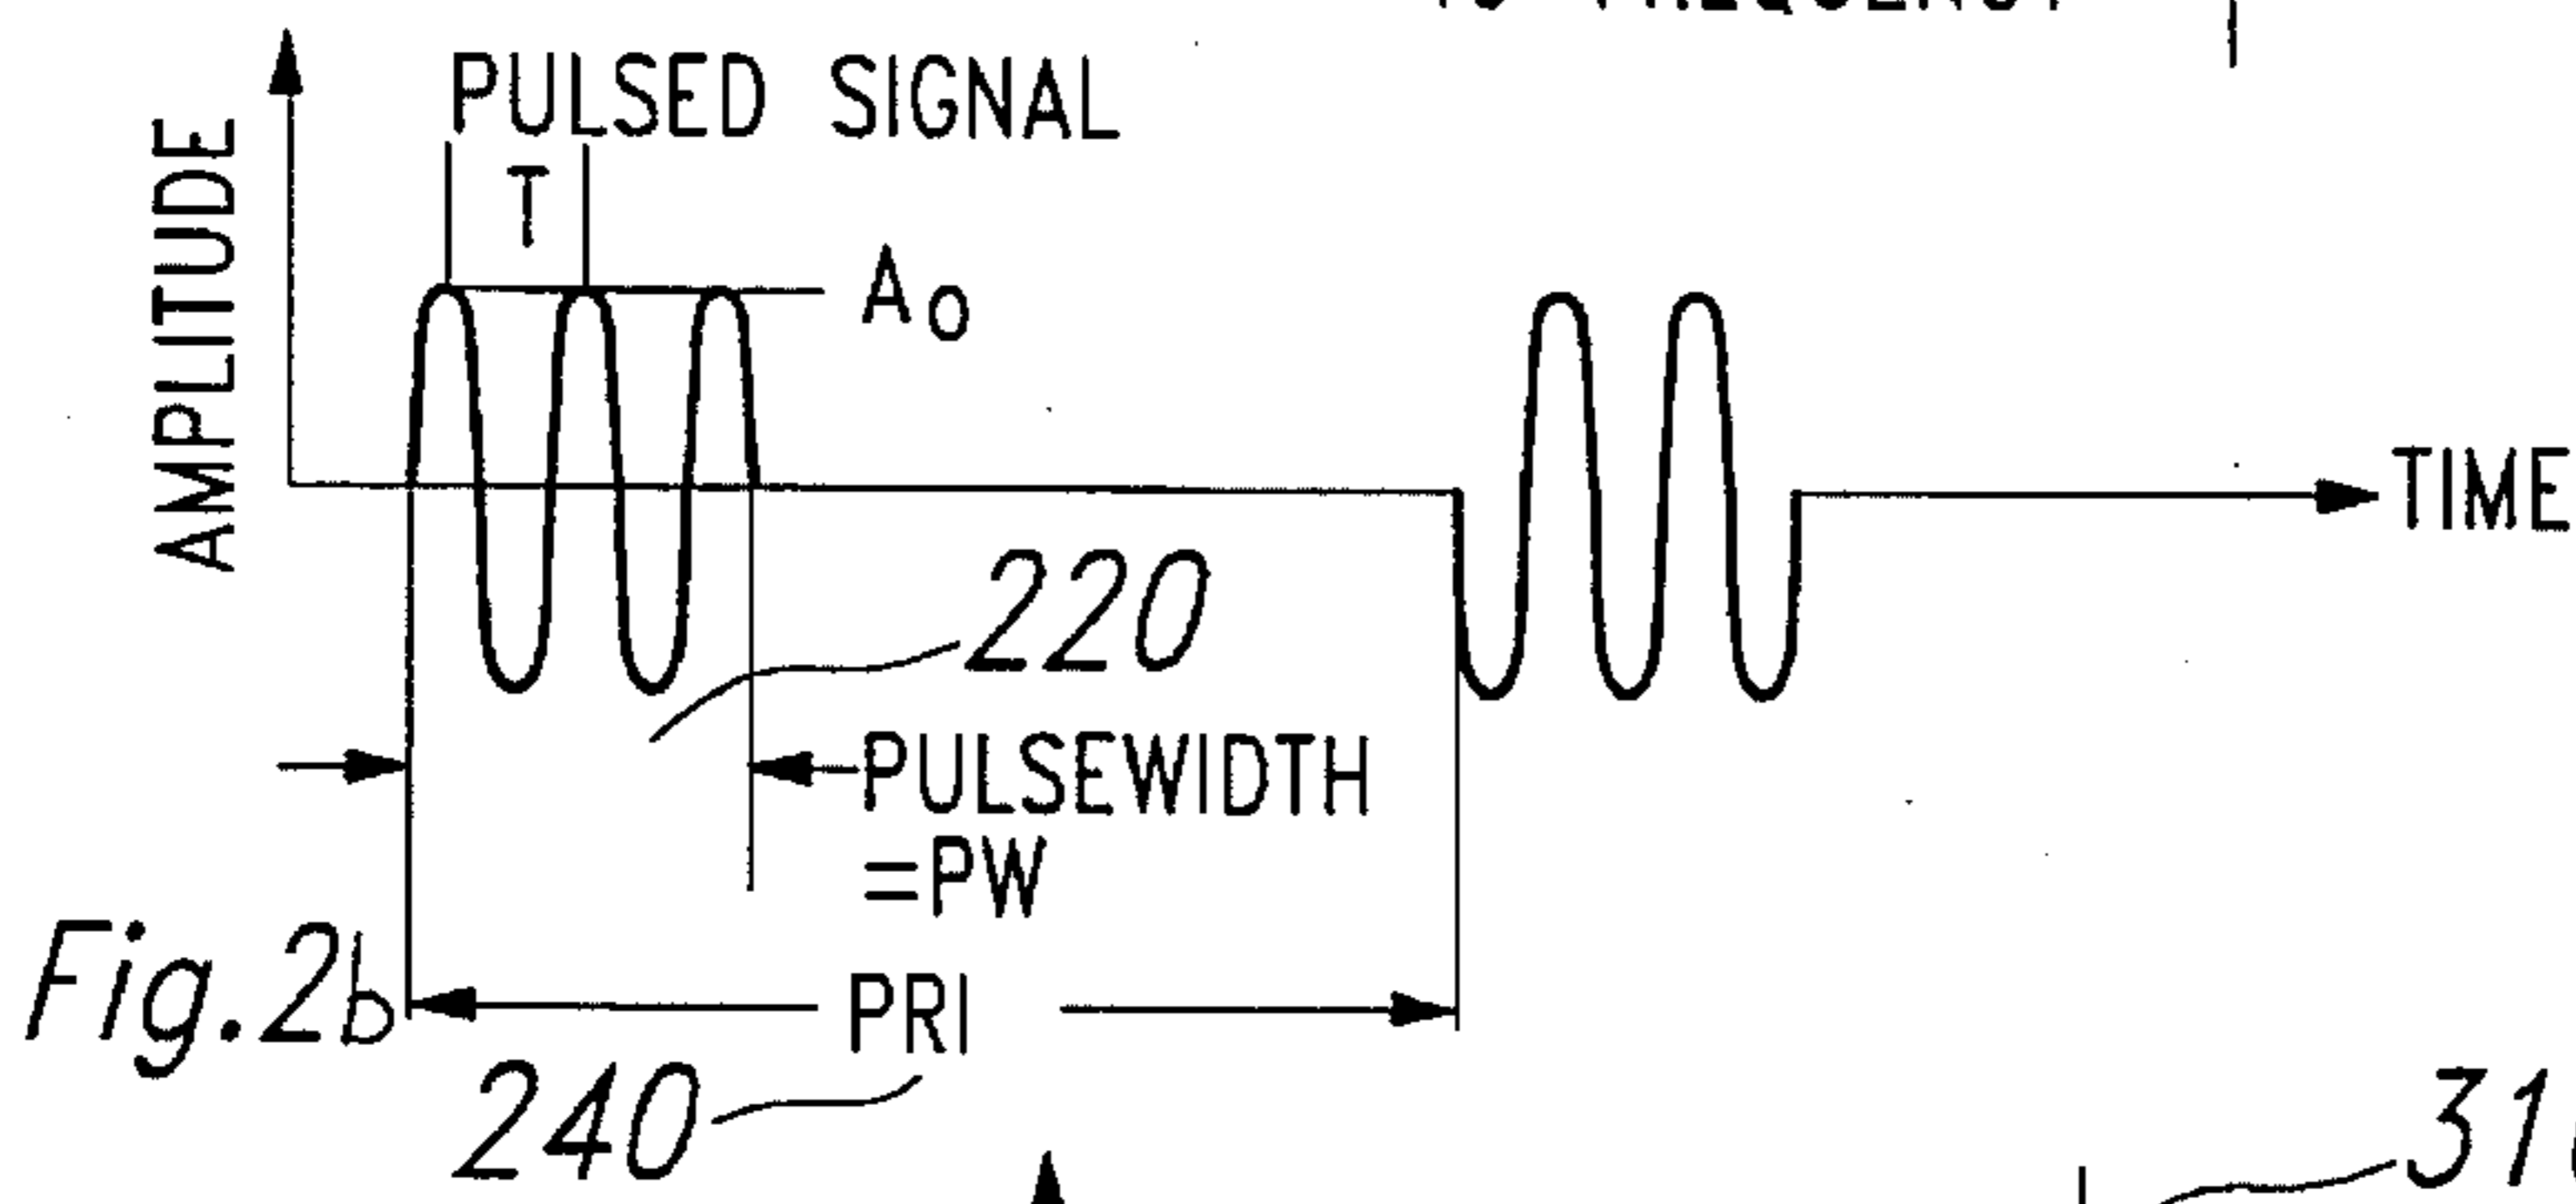 PULSED SIGNAL
T
A0
AMPLITUDE
TIME
220
PULSEWIDTH
=PW
Fig.2b
PRI
240